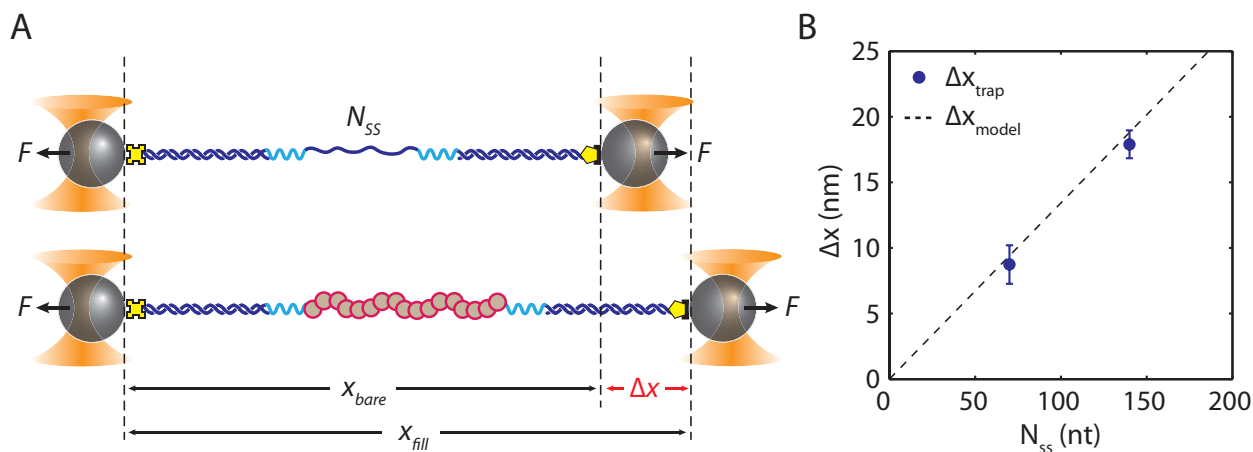 A
N_SS
F
F
F
F
x_bare
Δx
x_fill
B
Δx_trap
Δx_model
25
20
15
10
5
0
Δx (nm)
0
50
100
150
200
N_ss (nt)